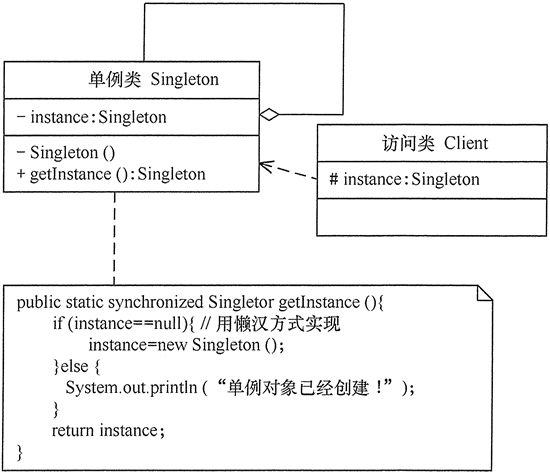 单例类 Singleton
- instance:Singleton
- Singleton ()
+ getInstance ():Singleton
访问类 Client
# instance:Singleton
public static synchronized Singletor getInstance (){
if (instance==null){ // 用懒汉方式实现
instance=new Singleton ();
}else {
System.out.println (“单例对象已经创建！”);
}
return instance;
}